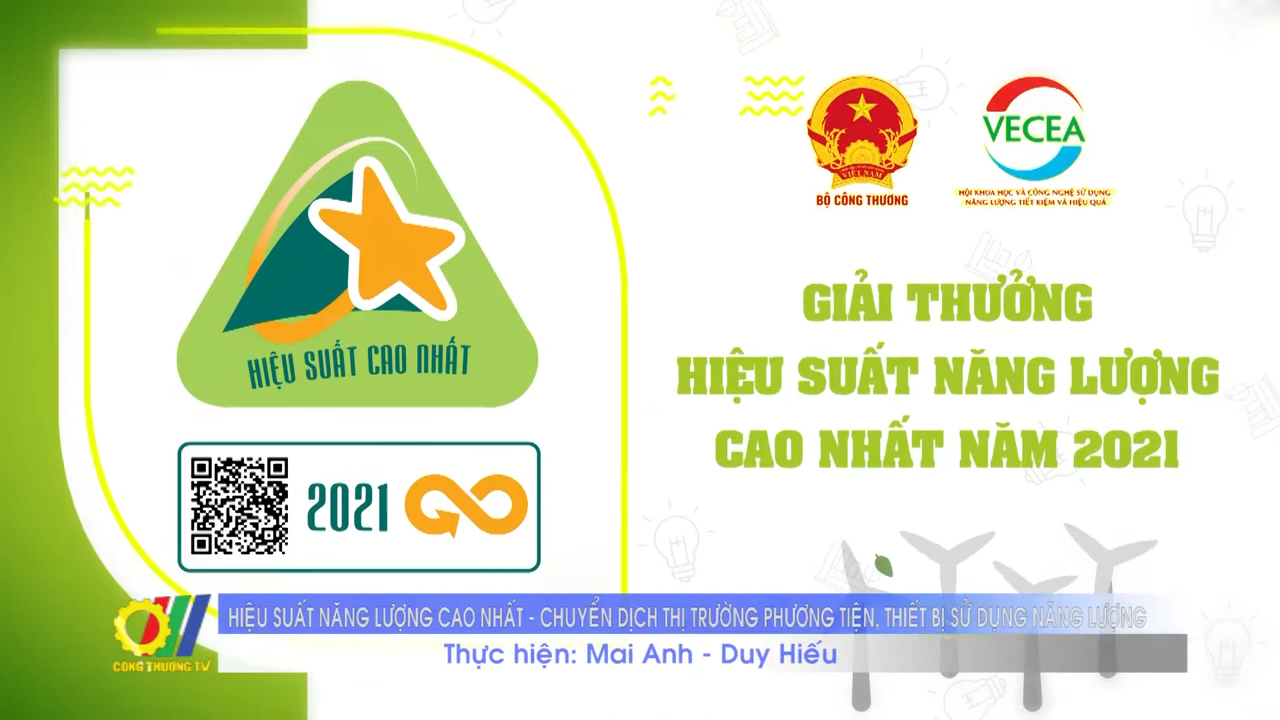 VIỆT NAM
BỘ CÔNG THƯƠNG
VECEA
HỘI KHOA HỌC VÀ CÔNG NGHỆ SỬ DỤNG
NĂNG LƯỢNG TIẾT KIỆM VÀ HIỆU QUẢ
HIỆU SUẤT CAO NHẤT
2021
GIẢI THƯỞNG
HIỆU SUẤT NĂNG LƯỢNG
CAO NHẤT NĂM 2021
HIỆU SUẤT NĂNG LƯỢNG CAO NHẤT - CHUYỂN DỊCH THỊ TRƯỜNG PHƯƠNG TIỆN, THIẾT BỊ SỬ DỤNG NĂNG LƯỢNG
Thực hiện: Mai Anh - Duy Hiếu
CÔNG THƯƠNG TV